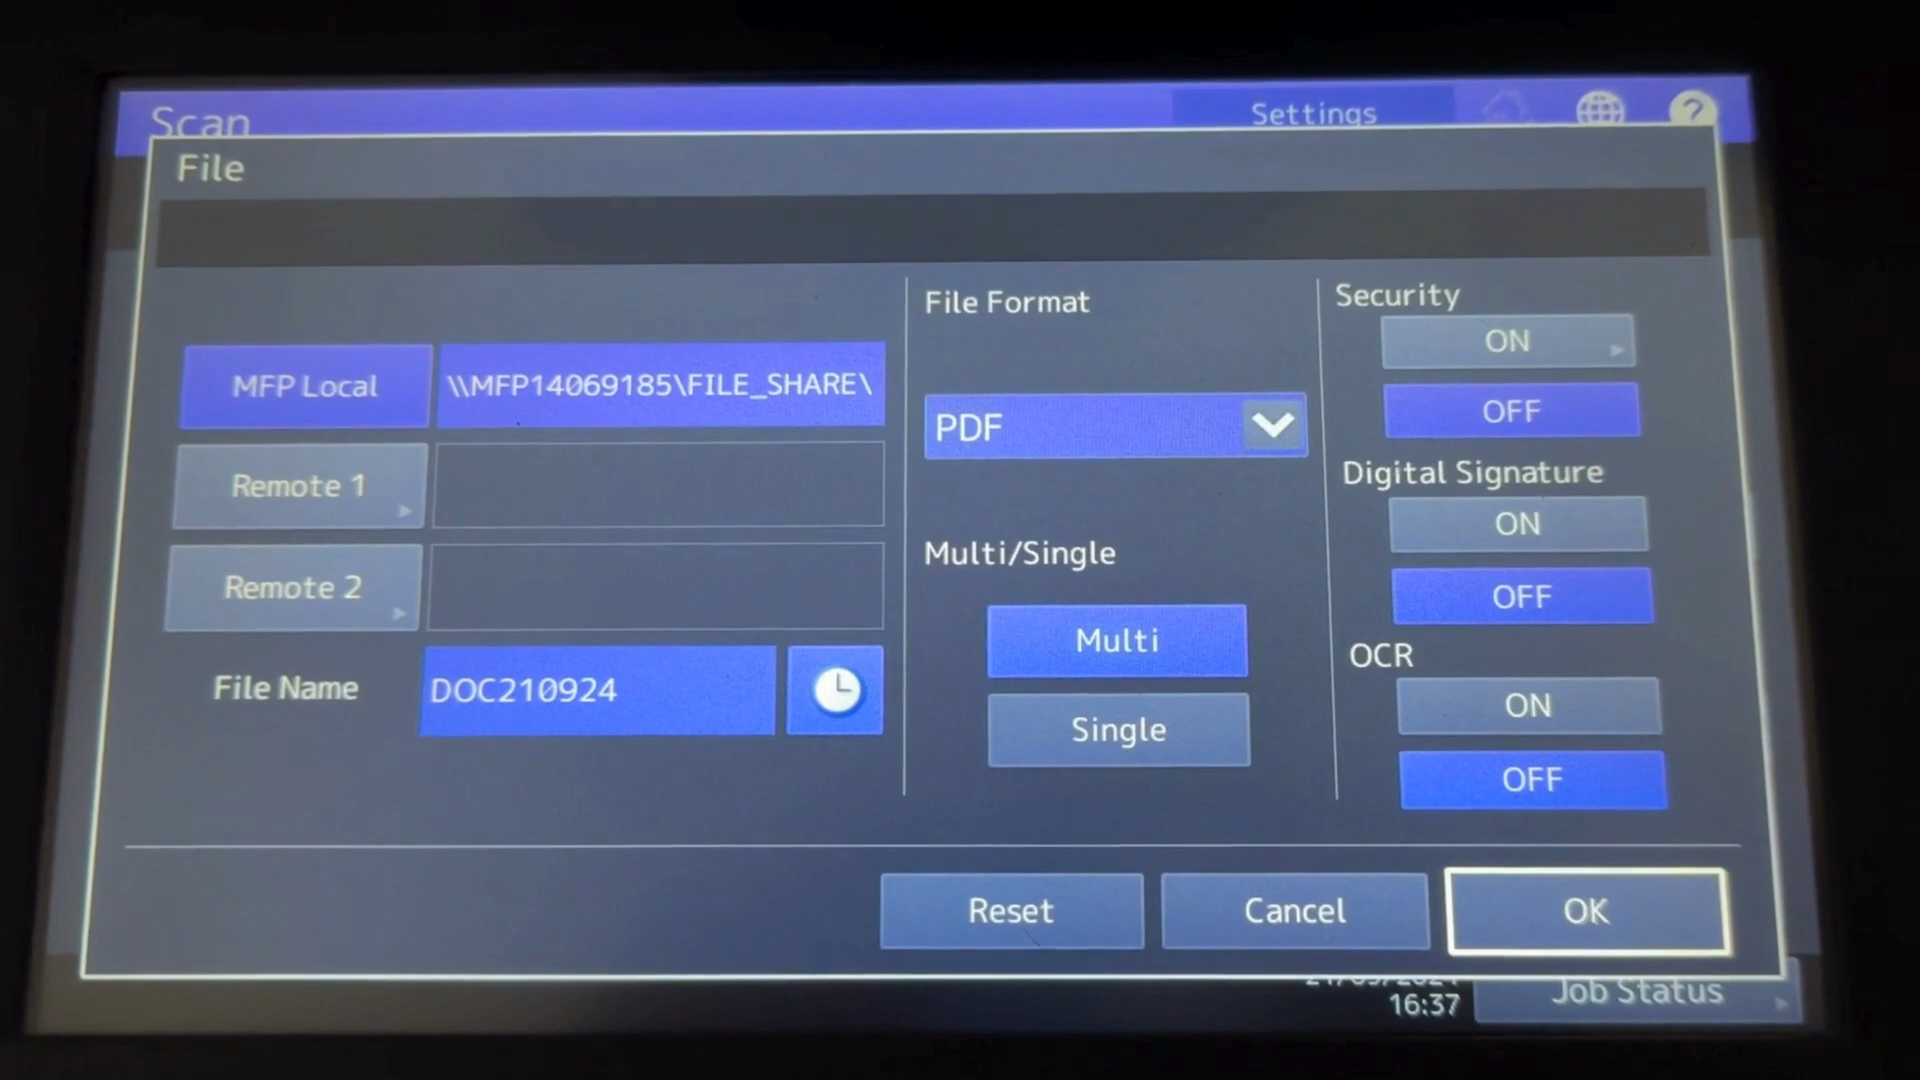 Scan
Settings
?
File
MFP Local
\\MFP14069185\FILE_SHARE\
Remote 1
Remote 2
File Name
DOC210924
File Format
PDF
Multi/Single
Multi
Single
Security
ON
OFF
Digital Signature
ON
OFF
OCR
ON
OFF
Reset
Cancel
OK
16:37
Job Status